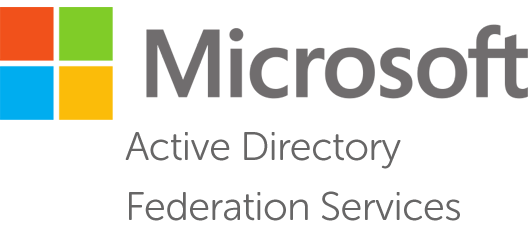 Microsoft
Active Directory
Federation Services